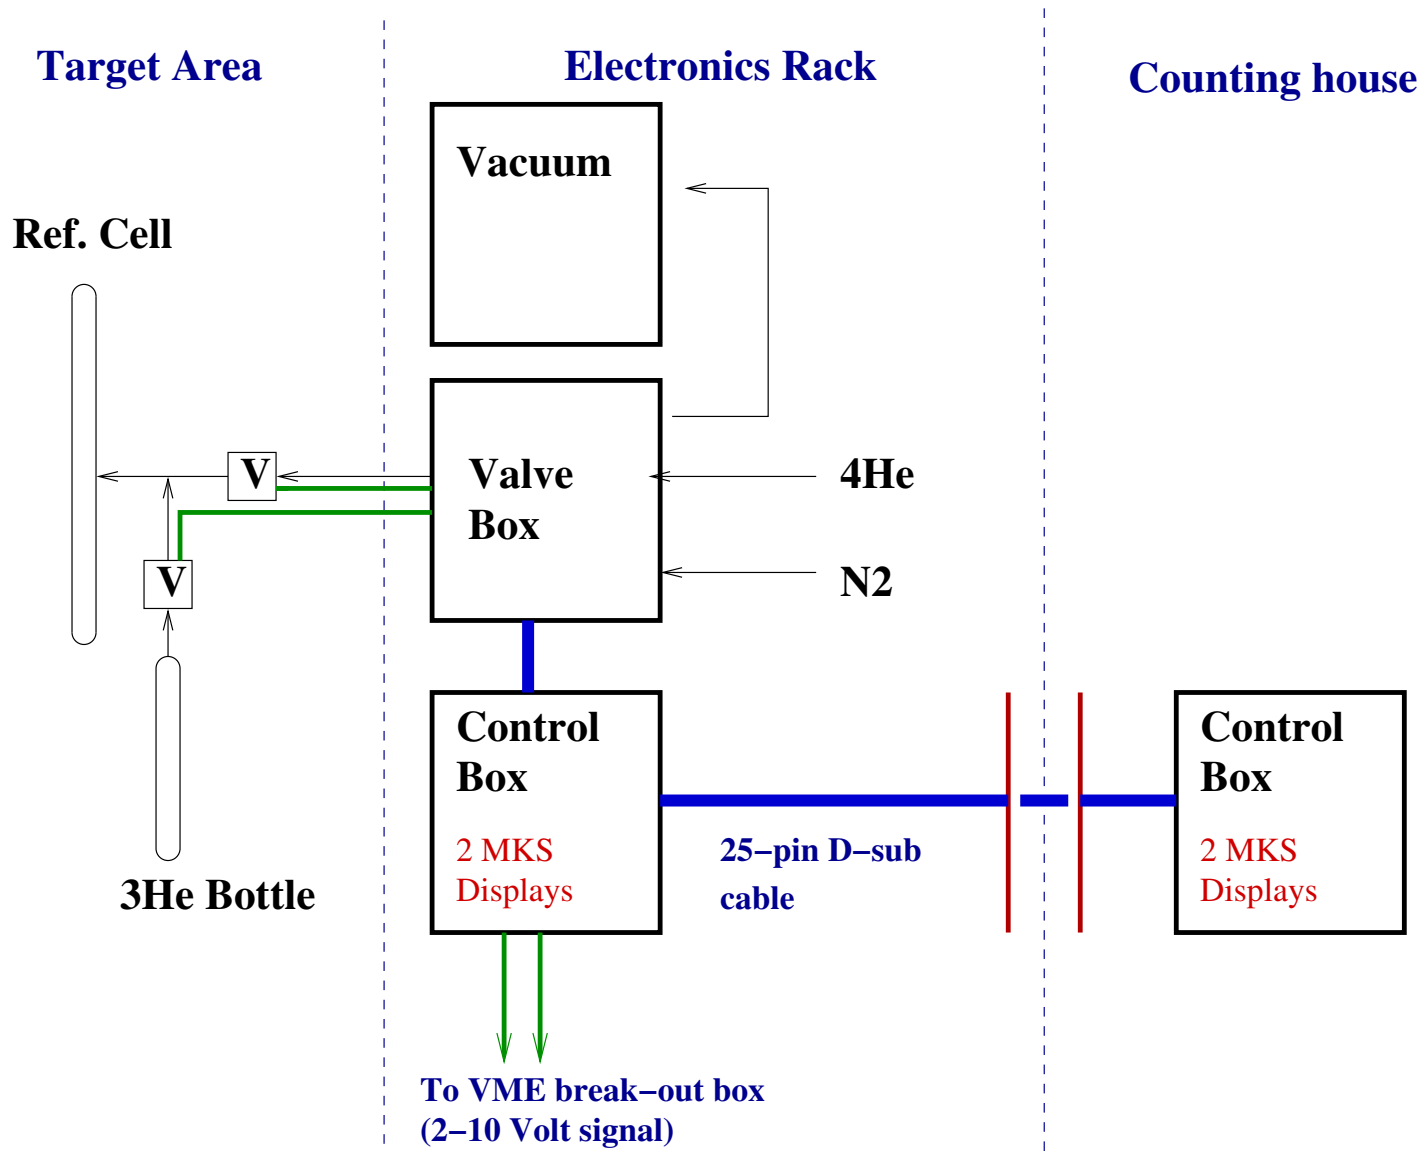 Target Area
Electronics Rack
Counting house
Vacuum
Ref. Cell
V
Valve
Box
4He
N2
V
3He Bottle
Control
Box
2 MKS
Displays
25−pin D−sub
cable
Control
Box
2 MKS
Displays
To VME break−out box
(2−10 Volt signal)